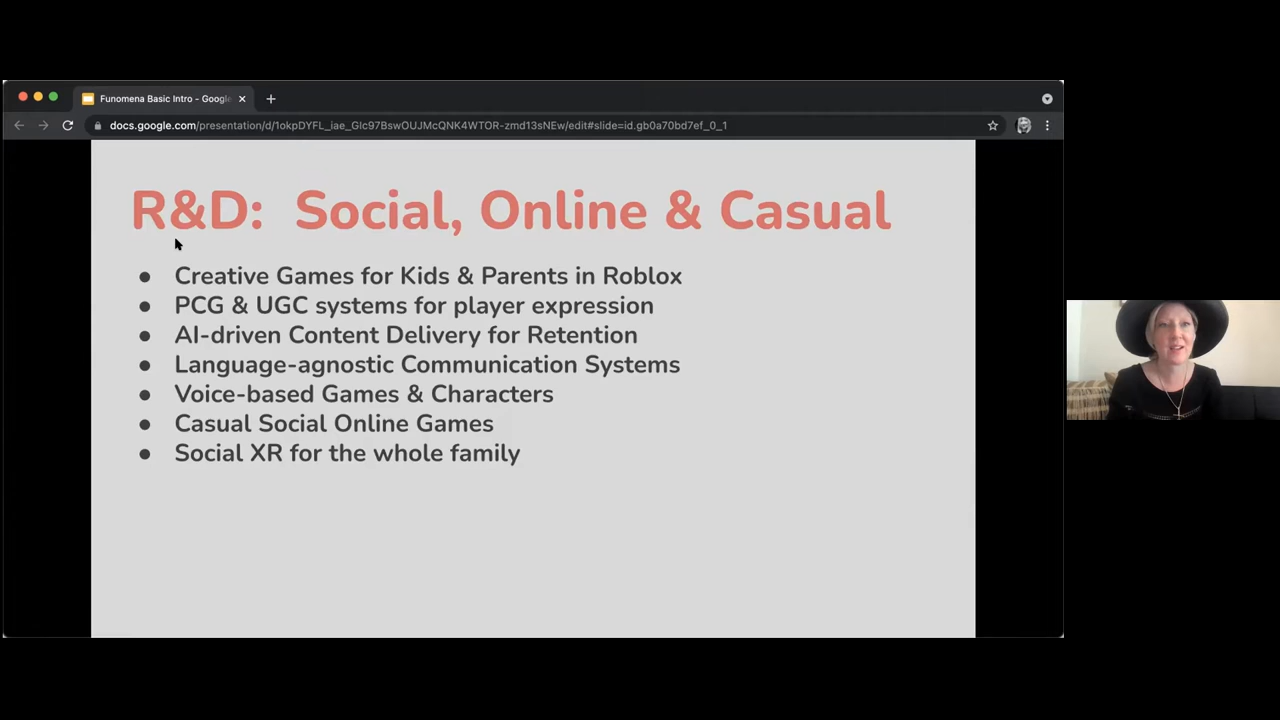 Funomena Basic Intro - Google
docs.google.com/presentation/d/1okpDYFL_iae_Glc97BswOUJMcQNK4WTOR-zmd13sNEw/edit#slide=id.gb0a70bd7ef_0_1
R&D: Social, Online & Casual
● Creative Games for Kids & Parents in Roblox
● PCG & UGC systems for player expression
● AI-driven Content Delivery for Retention
● Language-agnostic Communication Systems
● Voice-based Games & Characters
● Casual Social Online Games
● Social XR for the whole family